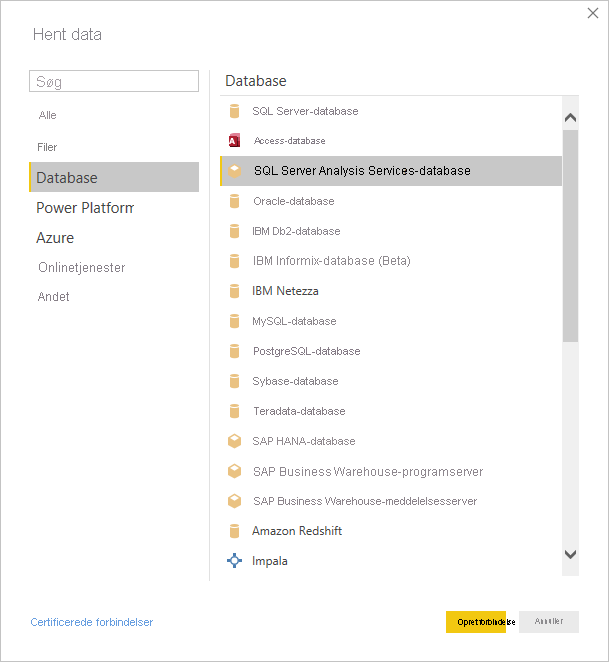 Hent data
Søg
Alle
Filer
Database
Power Platform
Azure
Onlinetjenester
Andet
Database
SQL Server-database
Access-database
SQL Server Analysis Services-database
Oracle-database
IBM Db2-database
IBM Informix-database (Beta)
IBM Netezza
MySQL-database
PostgreSQL-database
Sybase-database
Teradata-database
SAP HANA-database
SAP Business Warehouse-programserver
SAP Business Warehouse-meddelelsesserver
Amazon Redshift
Impala
Certificerede forbindelser
Opret forbindelse
Annuller